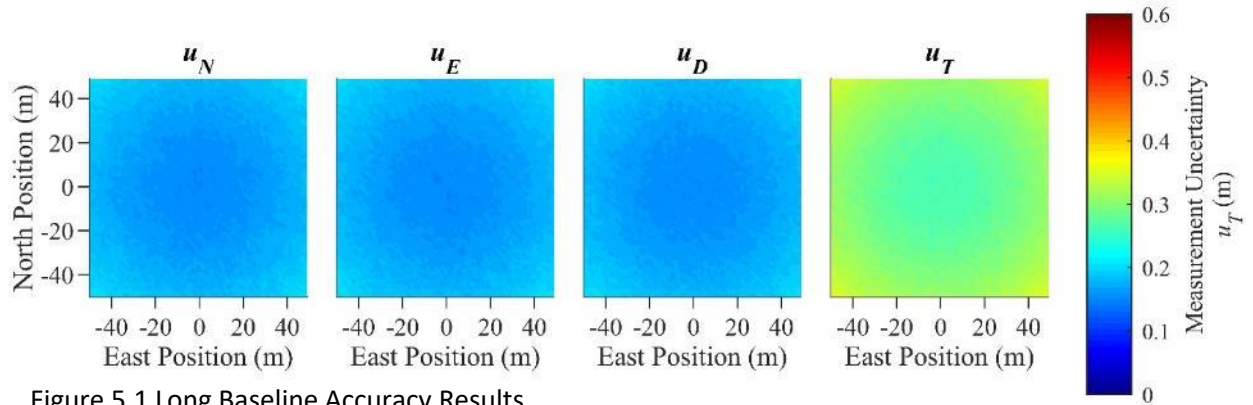 u_N u_E u_D u_T
North Position (m)
40
20
0
-20
-40
-40 -20 0 20 40
East Position (m)
-40 -20 0 20 40
East Position (m)
-40 -20 0 20 40
East Position (m)
-40 -20 0 20 40
East Position (m)
0.6
0.5
0.4
0.3
0.2
0.1
0
Measurement Uncertainty
u_T (m)
Figure 5.1 Long Baseline Accuracy Results